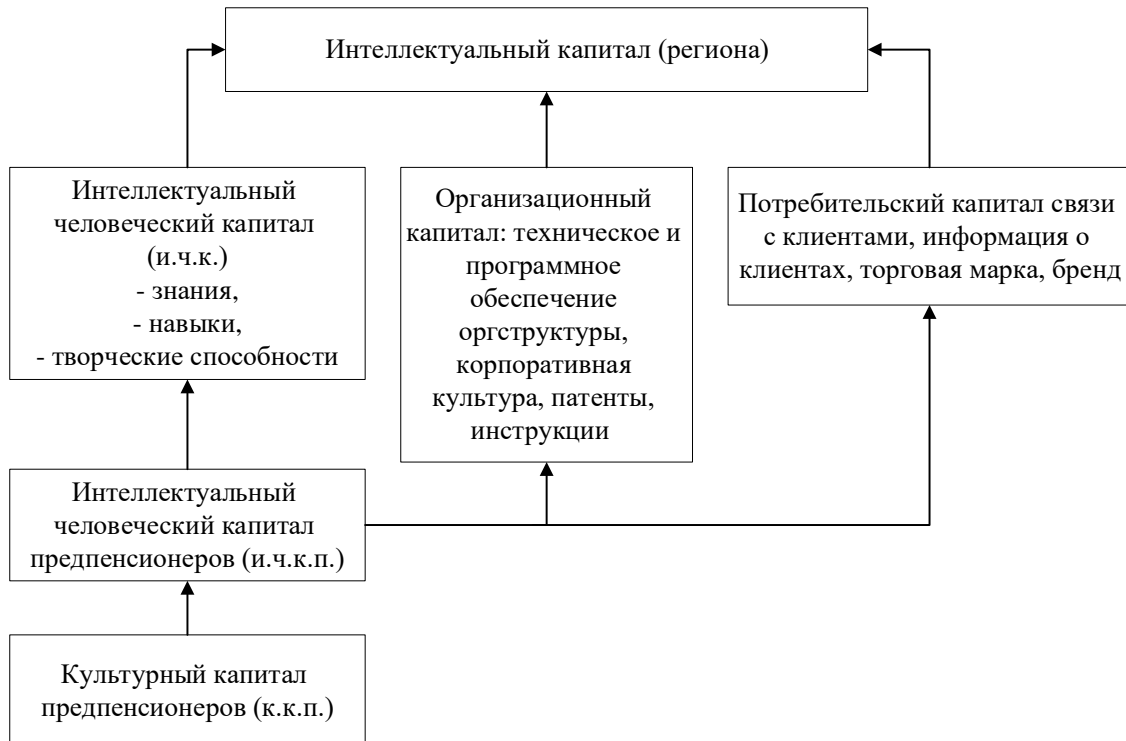 Интеллектуальный капитал (региона)
Интеллектуальный
человеческий капитал
(и.ч.к.)
- знания,
- навыки,
- творческие способности
Организационный
капитал: техническое и
программное
обеспечение
оргструктуры,
корпоративная
культура, патенты,
инструкции
Потребительский капитал связи
с клиентами, информация о
клиентах, торговая марка, бренд
Интеллектуальный
человеческий капитал
предпенсионеров (и.ч.к.п.)
Культурный капитал
предпенсионеров (к.к.п.)